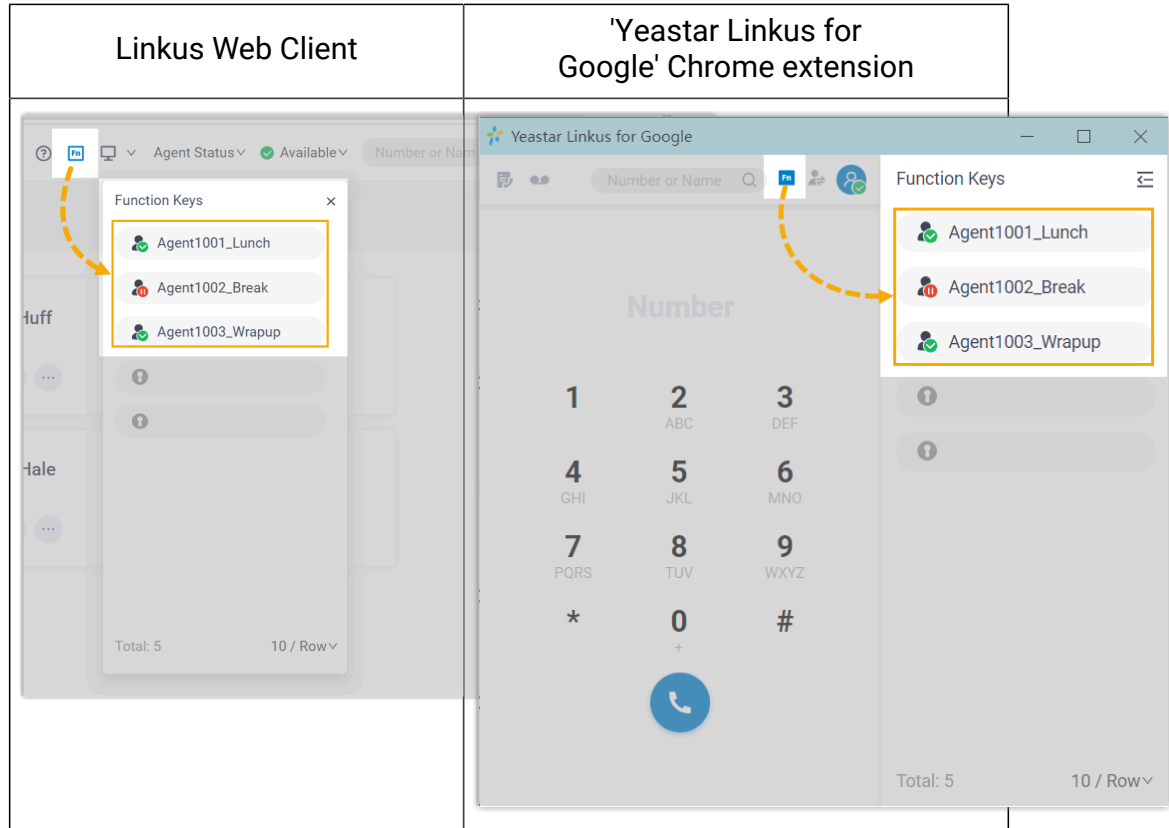 Linkus Web Client
'Yeastar Linkus for
Google' Chrome extension
Fn
Agent Status
Available
Number or Nam
Function Keys
Agent1001_Lunch
Agent1002_Break
Agent1003_Wrapup
Huff
Hale
Total: 5
10 / Row
Yeastar Linkus for Google
Number or Name
Fn
Function Keys
Agent1001_Lunch
Agent1002_Break
Agent1003_Wrapup
Number
1
2
ABC
3
DEF
4
GHI
5
JKL
6
MNO
7
PQRS
8
TUV
9
WXYZ
*
0
+
#
Total: 5
10 / Row